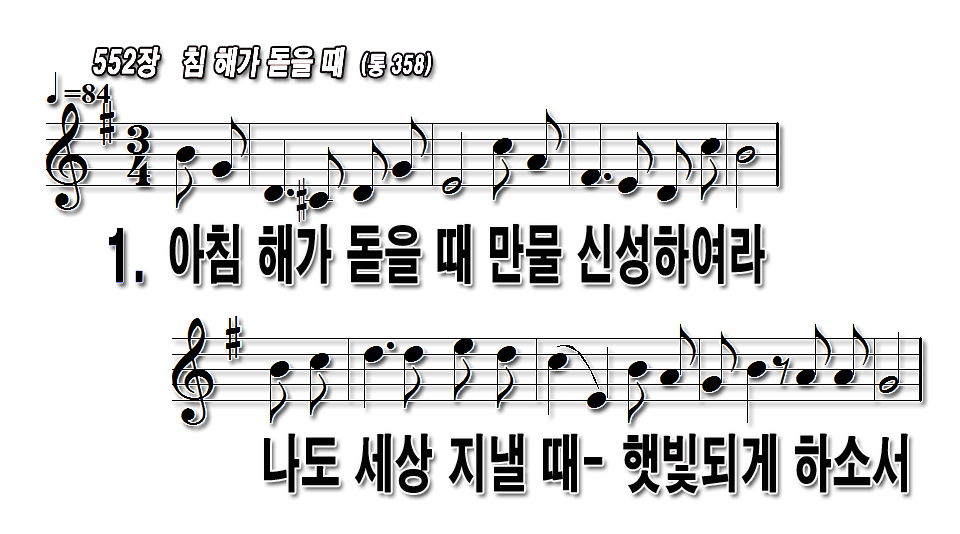 552장 침 해가 돋을 때 (통 358)
♩=84
3/4
1. 아침 해가 돋을 때 만물 신성하여라
나도 세상 지낼 때- 햇빛되게 하소서